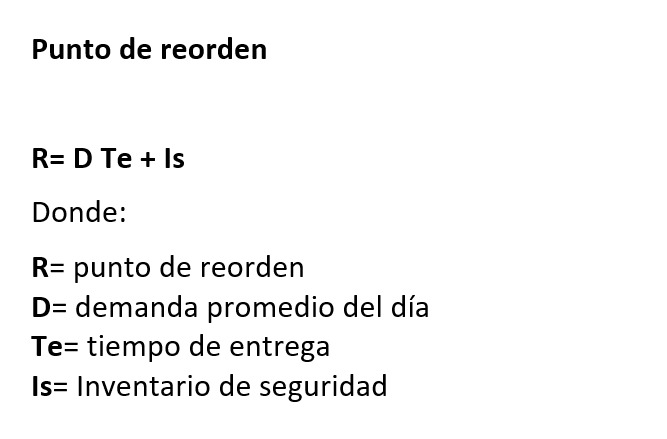 Punto de reorden
R= D Te + Is
Donde:
R= punto de reorden
D= demanda promedio del día
Te= tiempo de entrega
Is= Inventario de seguridad